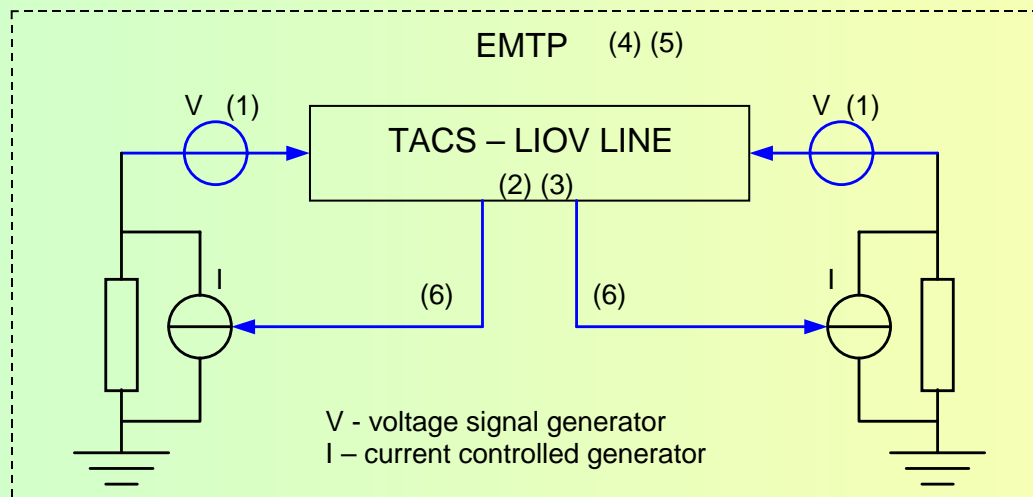 EMTP (4) (5)
V (1)
V (1)
TACS – LIOV LINE
(2) (3)
I
I
(6)
(6)
V - voltage signal generator
I – current controlled generator